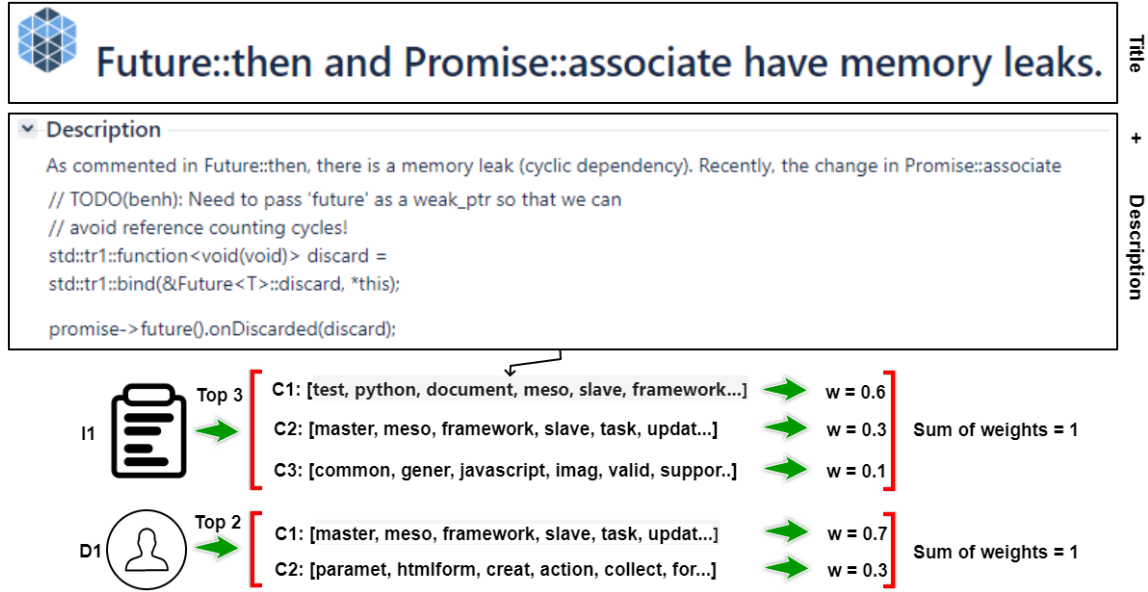 Future::then and Promise::associate have memory leaks.
Title
Description
As commented in Future::then, there is a memory leak (cyclic dependency). Recently, the change in Promise::associate
// TODO(benh): Need to pass 'future' as a weak_ptr so that we can
// avoid reference counting cycles!
std::tr1::function<void(void)> discard =
std::tr1::bind(&Future<T>::discard, *this);
promise->future().onDiscarded(discard);
+
Description
I1
Top 3
C1: [test, python, document, meso, slave, framework...]
w = 0.6
C2: [master, meso, framework, slave, task, updat...]
w = 0.3
C3: [common, gener, javascript, imag, valid, suppor..]
w = 0.1
Sum of weights = 1
D1
Top 2
C1: [master, meso, framework, slave, task, updat...]
w = 0.7
C2: [paramet, htmlform, creat, action, collect, for...]
w = 0.3
Sum of weights = 1